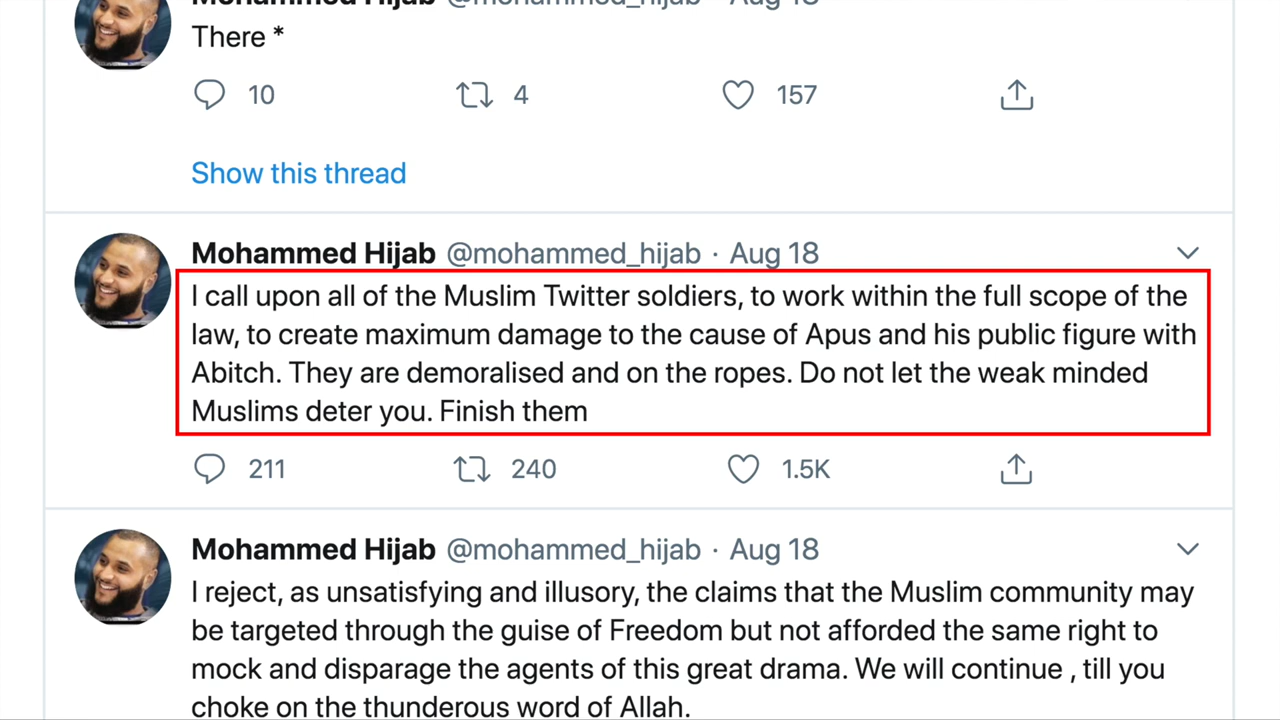 Mohammed Hijab @mohammed_hijab · Aug 18
There *
10 4 157
Show this thread
Mohammed Hijab @mohammed_hijab · Aug 18
I call upon all of the Muslim Twitter soldiers, to work within the full scope of the
law, to create maximum damage to the cause of Apus and his public figure with
Abitch. They are demoralised and on the ropes. Do not let the weak minded
Muslims deter you. Finish them
211 240 1.5K
Mohammed Hijab @mohammed_hijab · Aug 18
I reject, as unsatisfying and illusory, the claims that the Muslim community may
be targeted through the guise of Freedom but not afforded the same right to
mock and disparage the agents of this great drama. We will continue , till you
choke on the thunderous word of Allah.